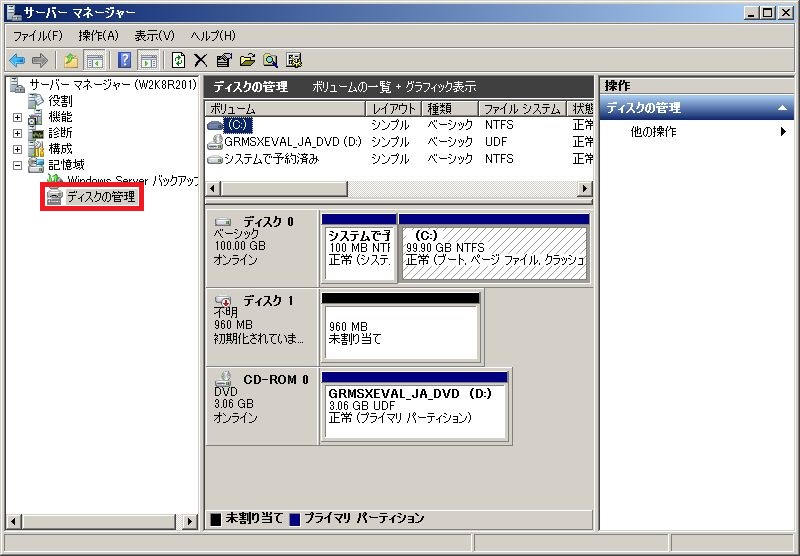 サーバー マネージャー
ファイル(F) 操作(A) 表示(V) ヘルプ(H)
サーバー マネージャー (W2K8R201)
役割
機能
診断
構成
記憶域
Windows Server バックアップ
ディスクの管理
ディスクの管理 ボリュームの一覧 + グラフィック表示
ボリューム レイアウト 種類 ファイル システム 状態
(C:) シンプル ベーシック NTFS 正常
GRMSXEVAL_JA_DVD (D:) シンプル ベーシック UDF 正常
システムで予約済み シンプル ベーシック NTFS 正常
ディスク 0
ベーシック
100.00 GB
オンライン
システムで予
100 MB NTF
正常 (システ.
(C:)
99.90 GB NTFS
正常 (ブート, ページ ファイル, クラッシュ
ディスク 1
不明
960 MB
初期化されていま...
960 MB
未割り当て
CD-ROM 0
DVD
3.06 GB
オンライン
GRMSXEVAL_JA_DVD (D:)
3.06 GB UDF
正常 (プライマリ パーティション)
未割り当て プライマリ パーティション
操作
ディスクの管理
他の操作